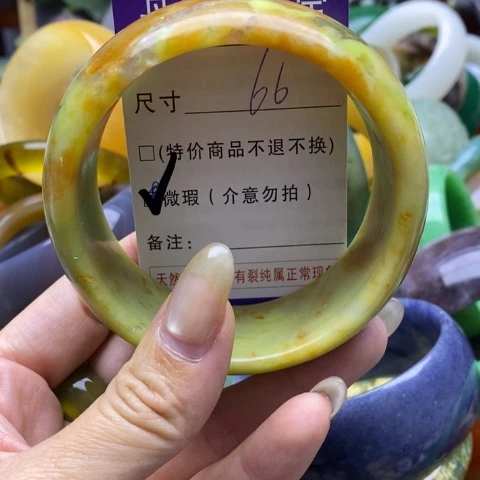 尺寸 66
□(特价商品不退不换)
✓微瑕(介意勿拍)
备注:
天然 有裂纯属正常现